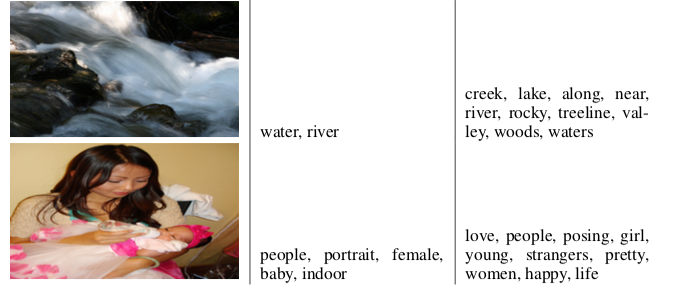 water, river
creek, lake, along, near,
river, rocky, treeline, val-
ley, woods, waters
people, portrait, female,
baby, indoor
love, people, posing, girl,
young, strangers, pretty,
women, happy, life